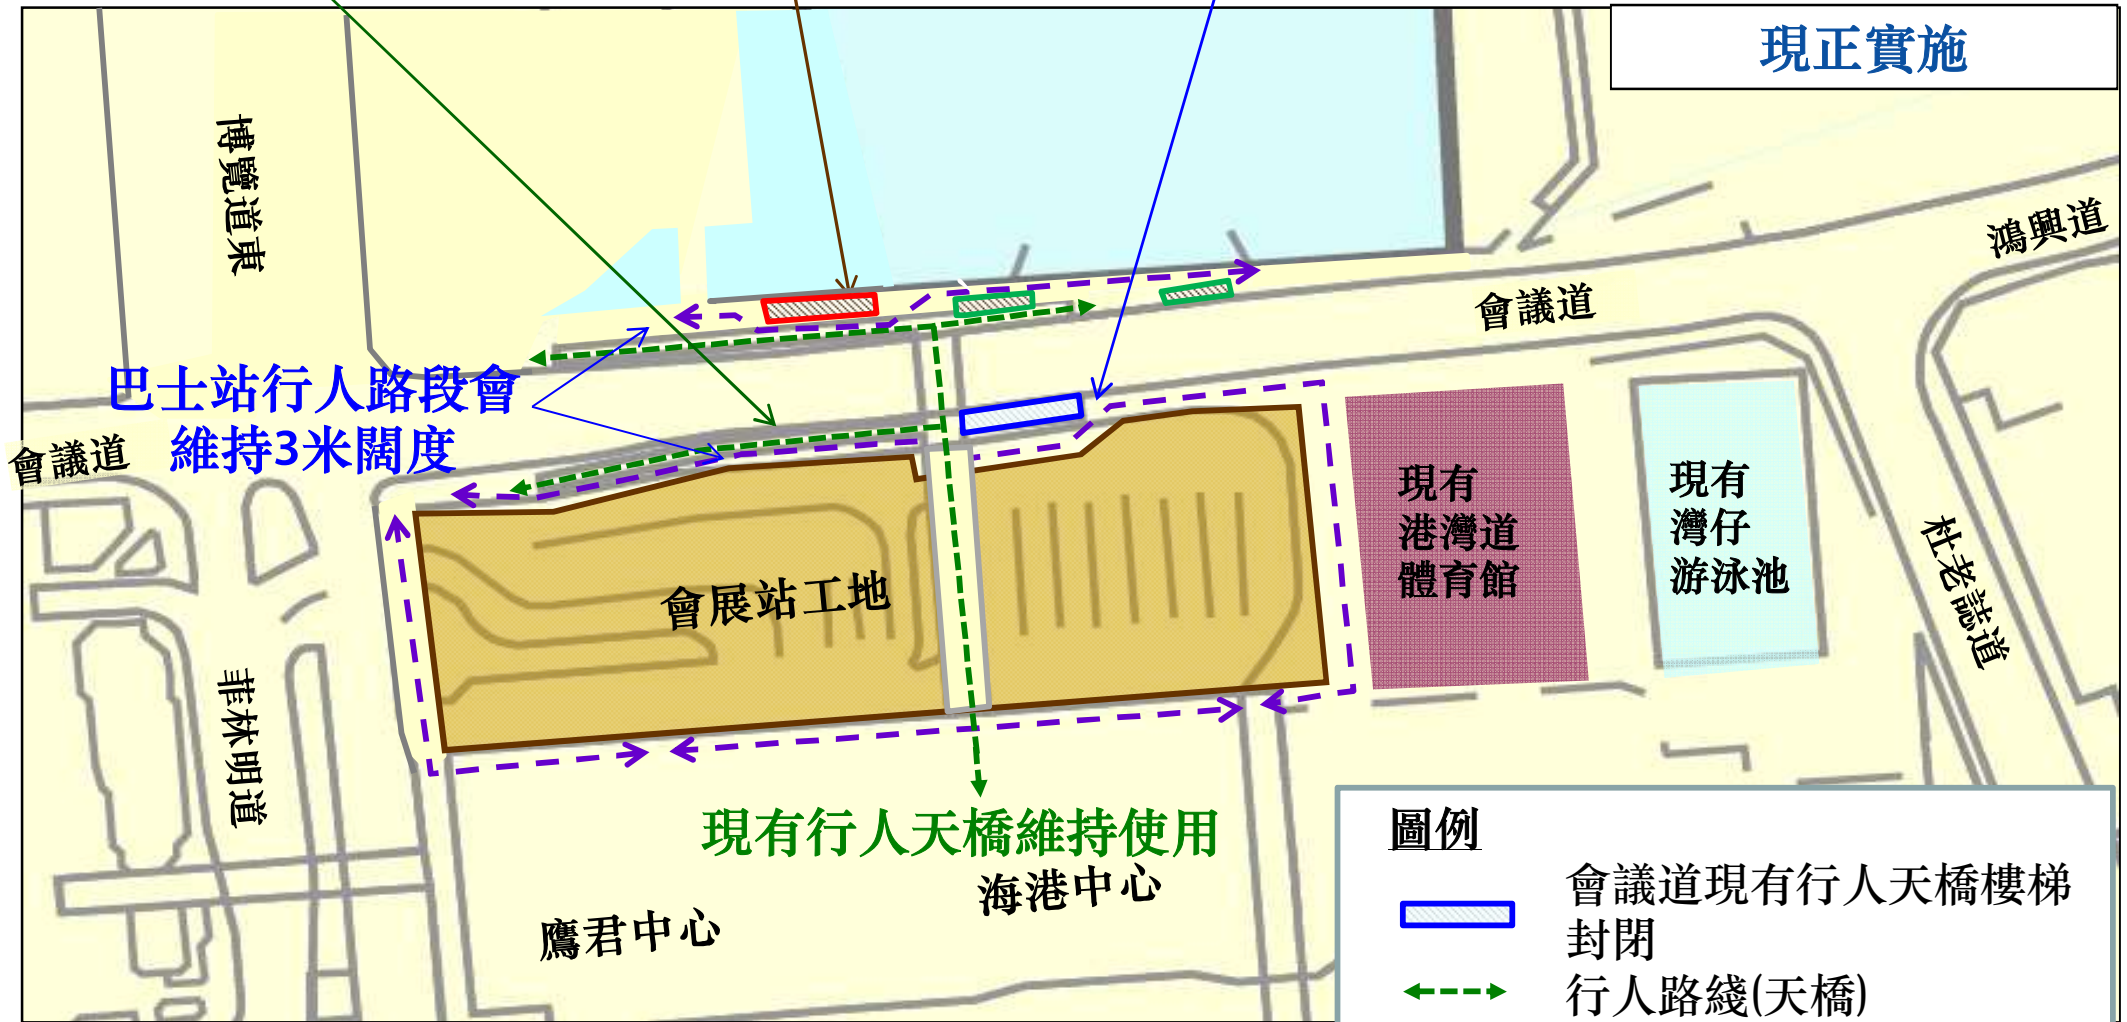 現正實施
博覽道東
鴻興道
會議道
巴士站行人路段會
維持3米闊度
會議道
現有
港灣道
體育館
現有
灣仔
游泳池
杜老誌道
會展站工地
菲林明道
現有行人天橋維持使用
海港中心
鷹君中心
圖例
會議道現有行人天橋樓梯
封閉
行人路綫(天橋)